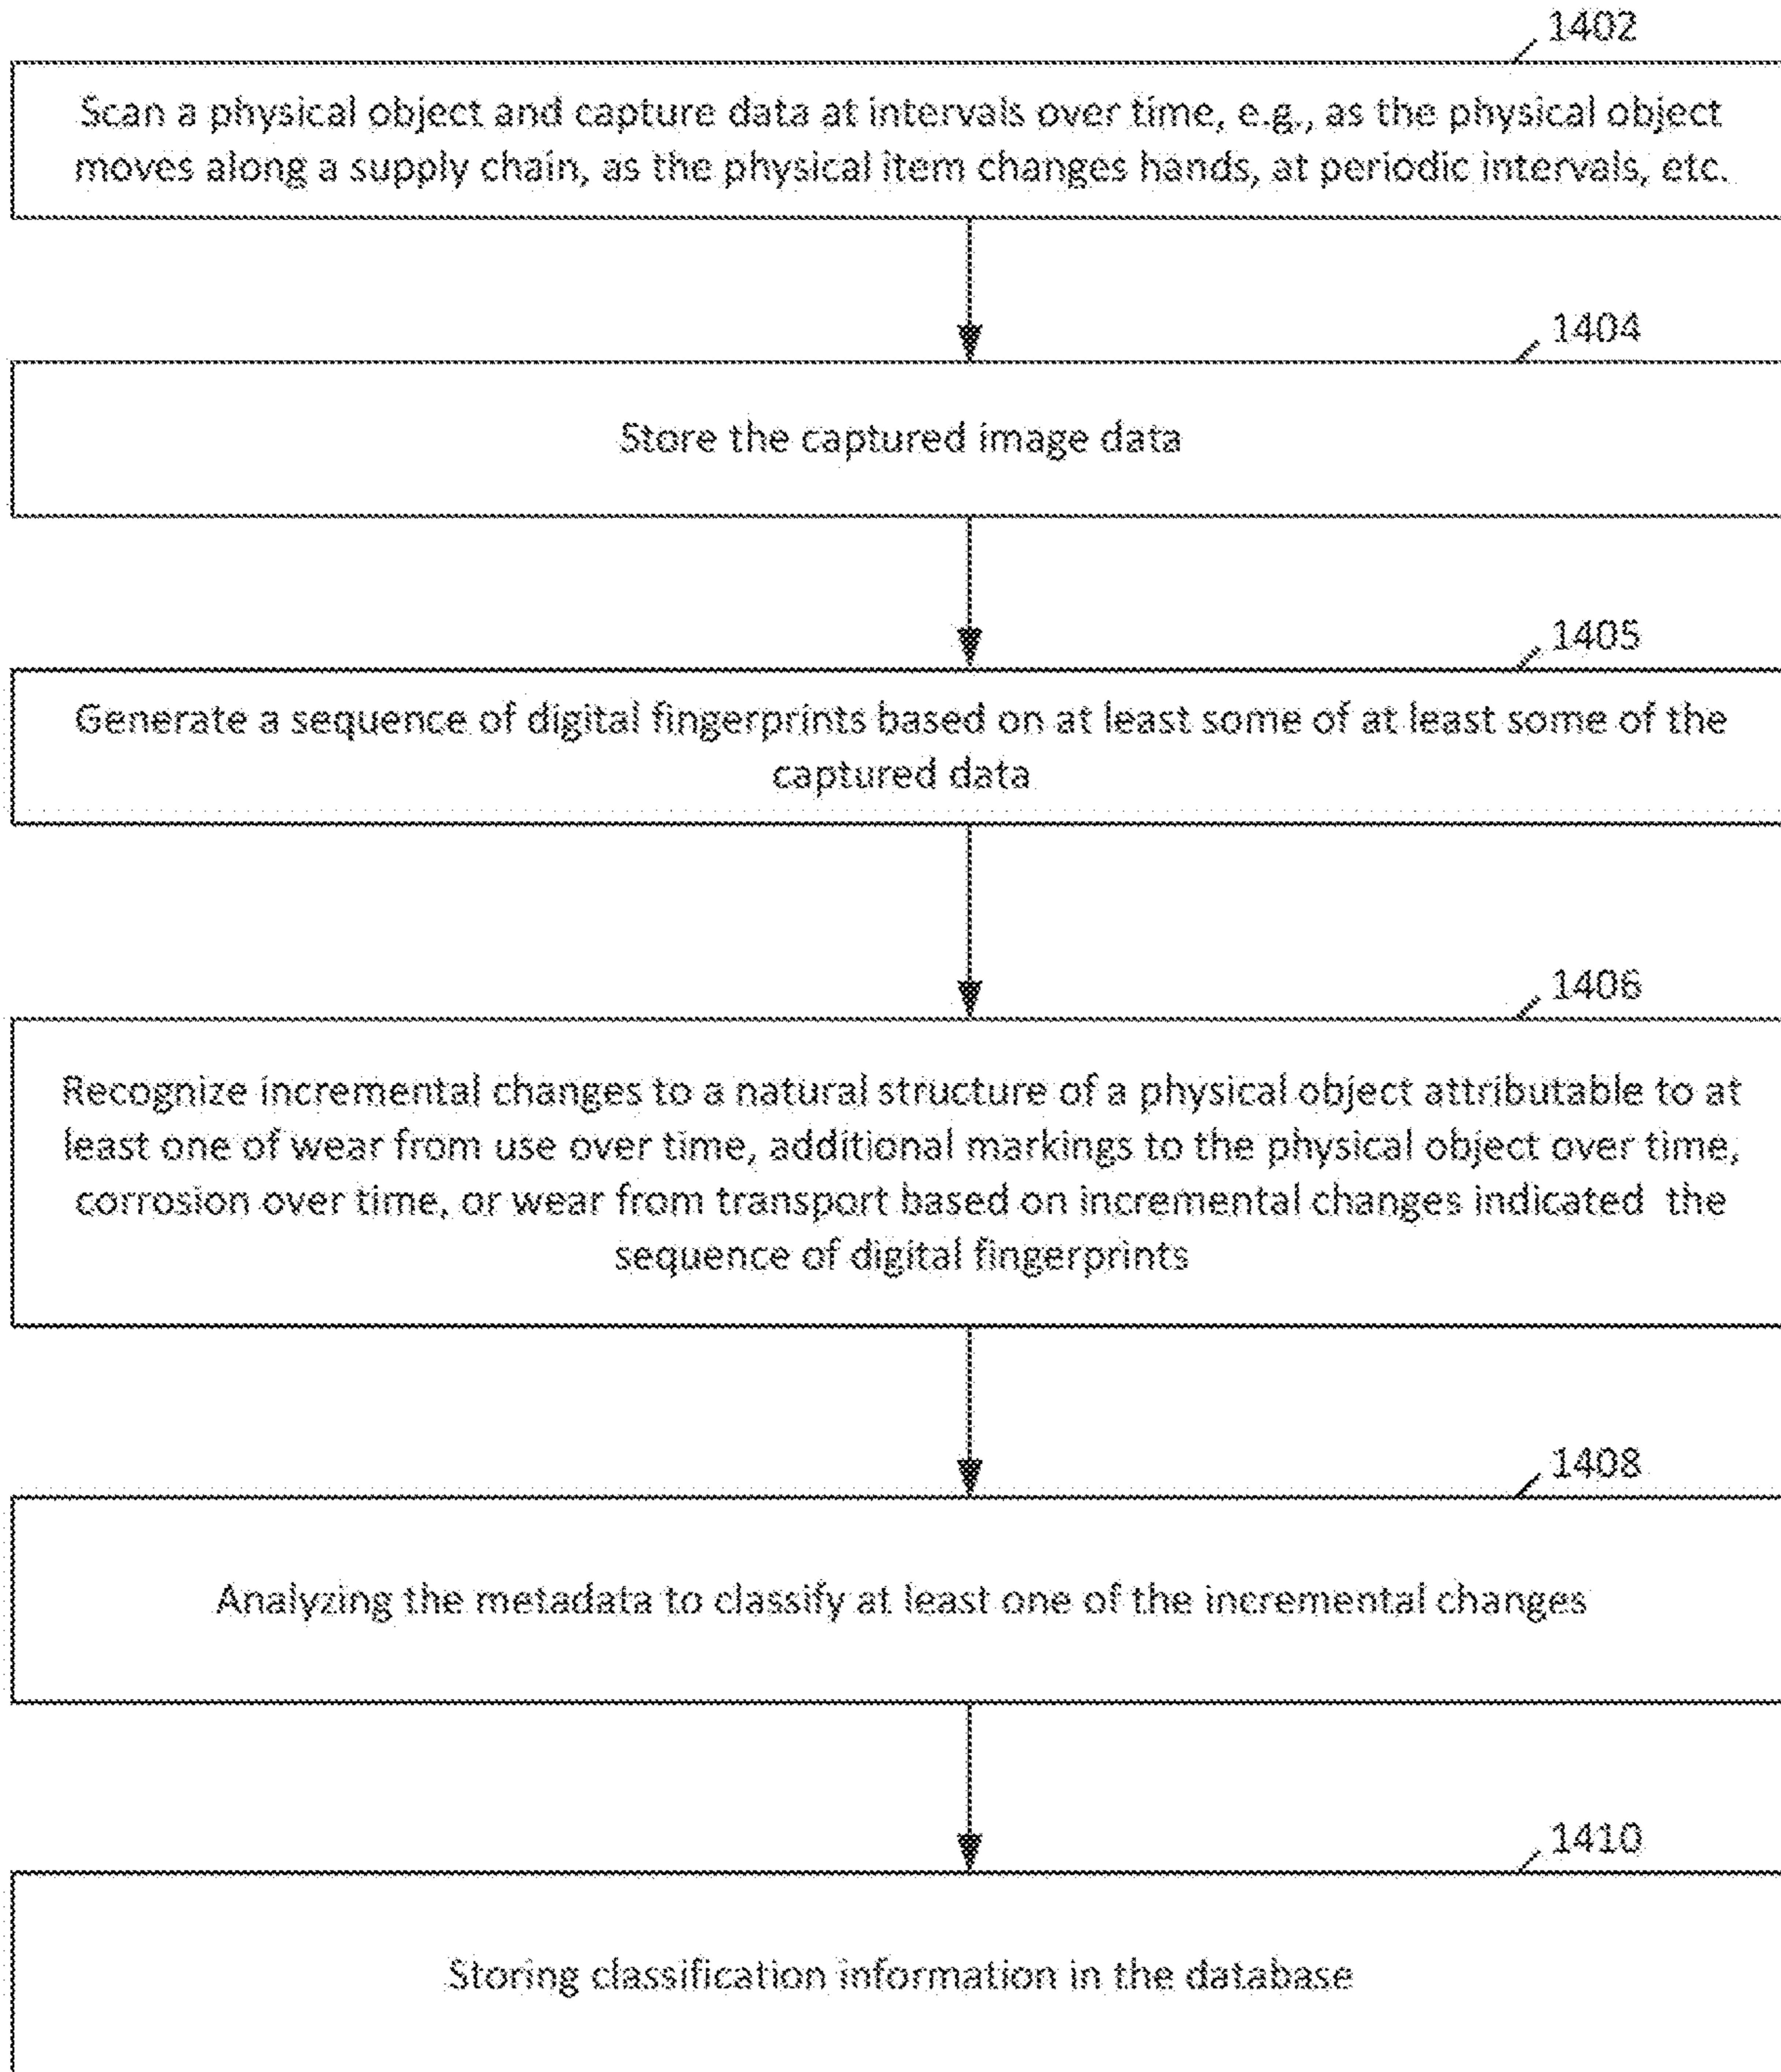 1402
Scan a physical object and capture data at intervals over time, e.g., as the physical object
moves along a supply chain, as the physical item changes hands, at periodic intervals, etc.
1404
Store the captured image data
1405
Generate a sequence of digital fingerprints based on at least some of at least some of the
captured data
1406
Recognize incremental changes to a natural structure of a physical object attributable to at
least one of wear from use over time, additional markings to the physical object over time,
corrosion over time, or wear from transport based on incremental changes indicated the
sequence of digital fingerprints
1408
Analyzing the metadata to classify at least one of the incremental changes
1410
Storing classification information in the database